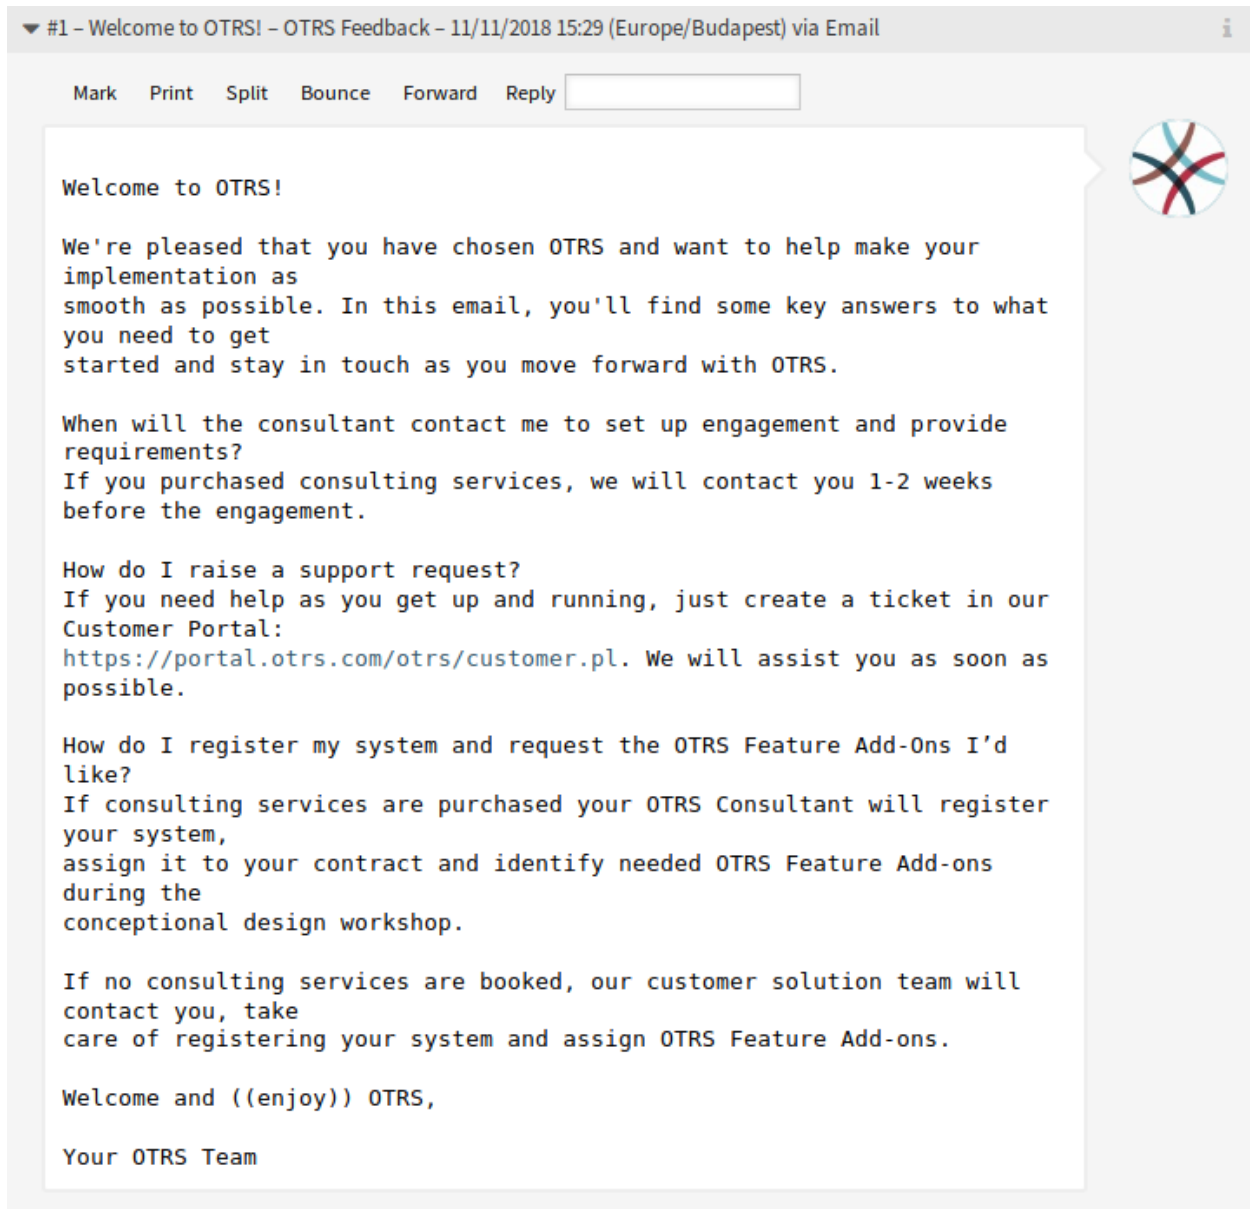 #1 – Welcome to OTRS! – OTRS Feedback – 11/11/2018 15:29 (Europe/Budapest) via Email
Mark Print Split Bounce Forward Reply
Welcome to OTRS!
We're pleased that you have chosen OTRS and want to help make your
implementation as
smooth as possible. In this email, you'll find some key answers to what
you need to get
started and stay in touch as you move forward with OTRS.
When will the consultant contact me to set up engagement and provide
requirements?
If you purchased consulting services, we will contact you 1-2 weeks
before the engagement.
How do I raise a support request?
If you need help as you get up and running, just create a ticket in our
Customer Portal:
https://portal.otrs.com/otrs/customer.pl. We will assist you as soon as
possible.
How do I register my system and request the OTRS Feature Add-Ons I’d
like?
If consulting services are purchased your OTRS Consultant will register
your system,
assign it to your contract and identify needed OTRS Feature Add-ons
during the
conceptional design workshop.
If no consulting services are booked, our customer solution team will
contact you, take
care of registering your system and assign OTRS Feature Add-ons.
Welcome and ((enjoy)) OTRS,
Your OTRS Team